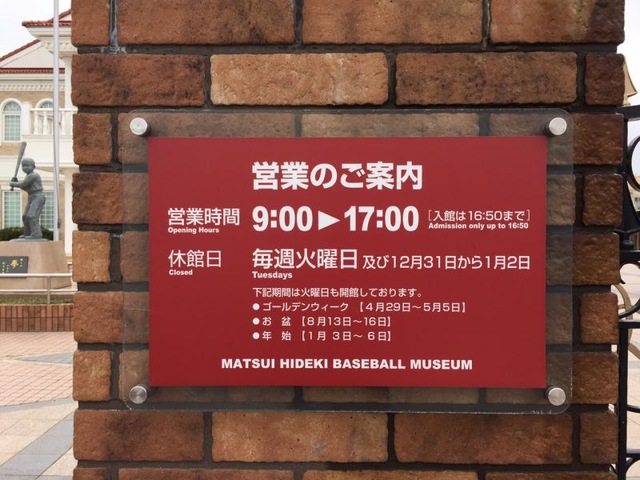 営業のご案内
営業時間 9:00▶17:00 [入館は16:50まで]
Opening Hours Admission only up to 16:50
休館日 毎週火曜日 及び12月31日から1月2日
Closed Tuesdays
下記期間は火曜日も開館しております。
●ゴールデンウィーク 【4月29日〜5月5日】
●お 盆 【8月13日〜16日】
●年 始 【1月 3日〜 6日】
MATSUI HIDEKI BASEBALL MUSEUM